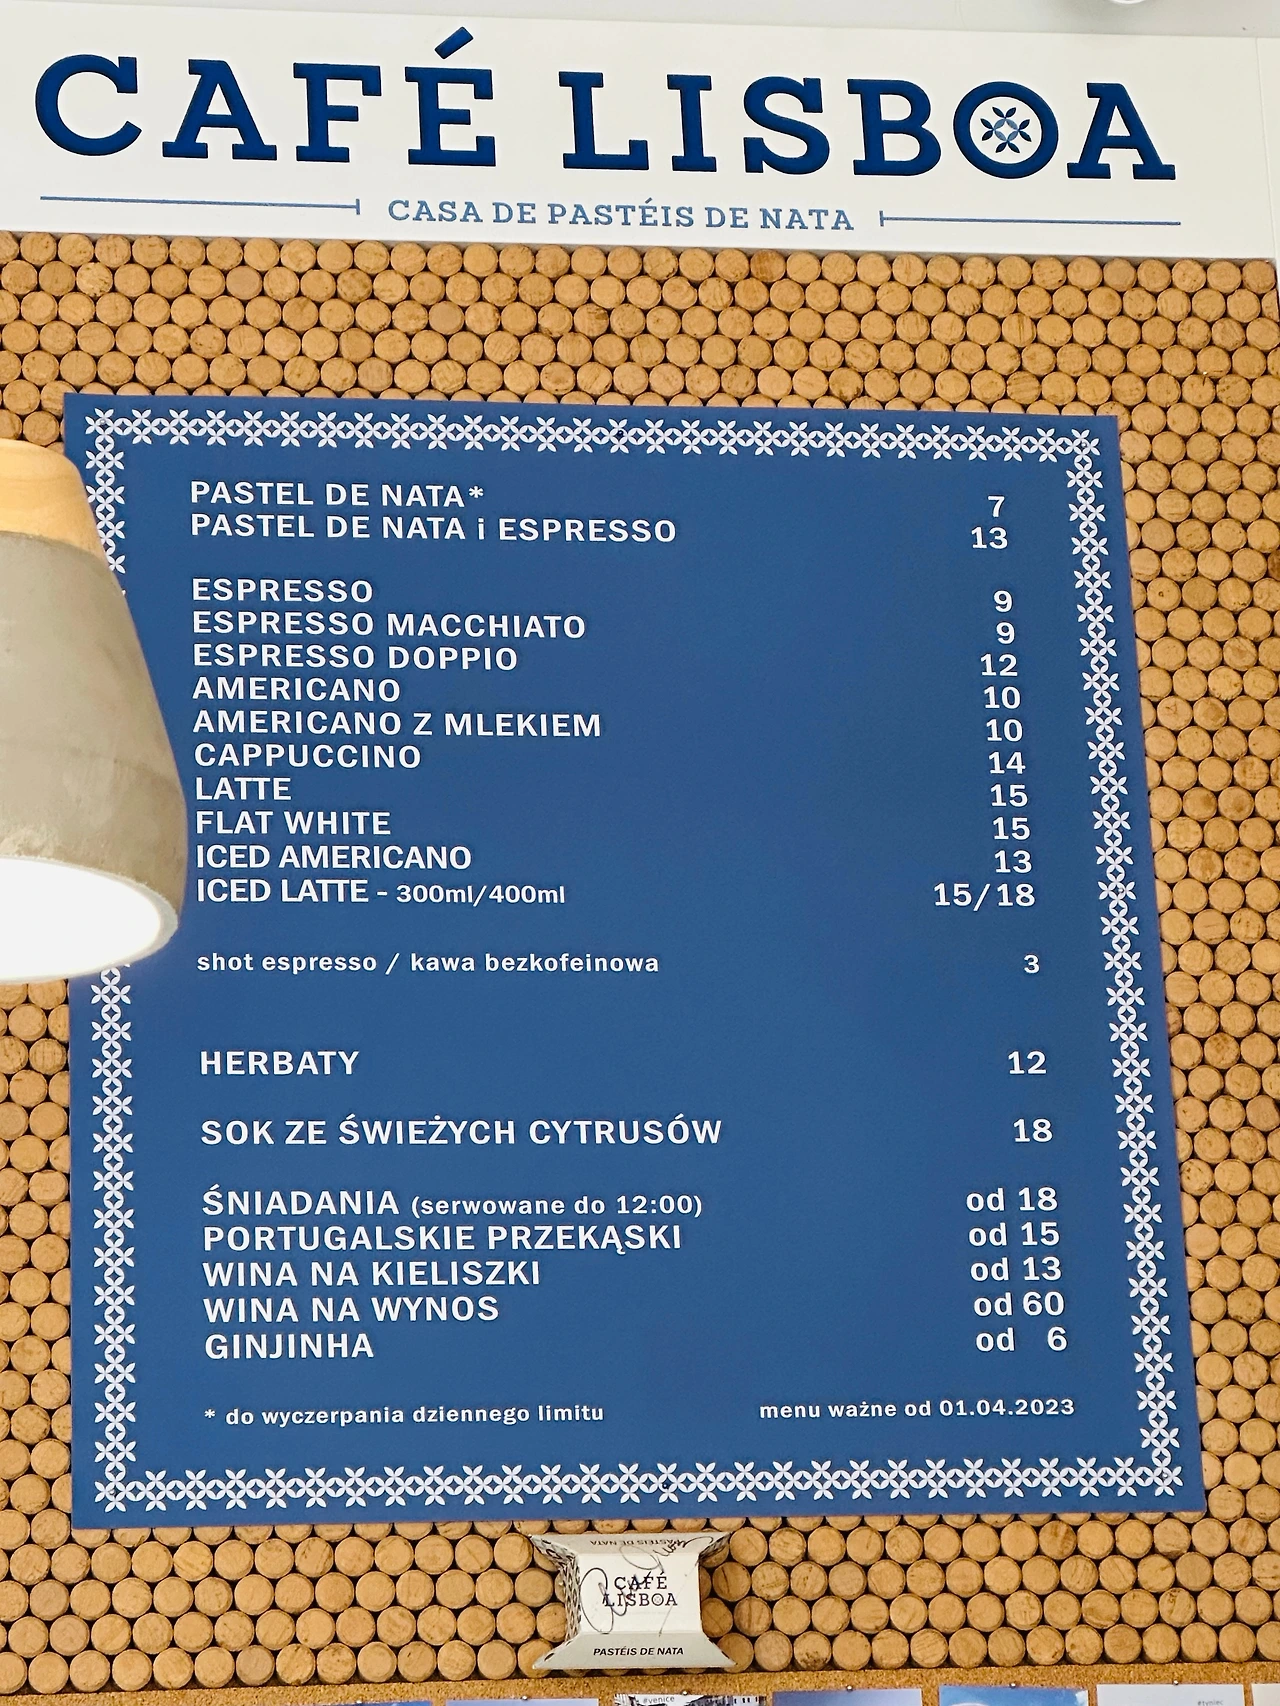 CAFÉ LISBOA
CASA DE PASTÉIS DE NATA
PASTEL DE NATA* 7
PASTEL DE NATA i ESPRESSO 13
ESPRESSO 9
ESPRESSO MACCHIATO 9
ESPRESSO DOPPIO 12
AMERICANO 10
AMERICANO Z MLEKIEM 10
CAPPUCCINO 14
LATTE 15
FLAT WHITE 15
ICED AMERICANO 13
ICED LATTE - 300ml/400ml 15/18
shot espresso / kawa bezkofeinowa 3
HERBATY 12
SOK ZE ŚWIEŻYCH CYTRUSÓW 18
ŚNIADANIA (serwowane do 12:00) od 18
PORTUGALSKIE PRZEKĄSKI od 15
WINA NA KIELISZKI od 13
WINA NA WYNOS od 60
GINJINHA od 6
* do wyczerpania dziennego limitu menu ważne od 01.04.2023
PASTÉIS DE NATA
CAFÉ
LISBOA
PASTÉIS DE NATA
#venice